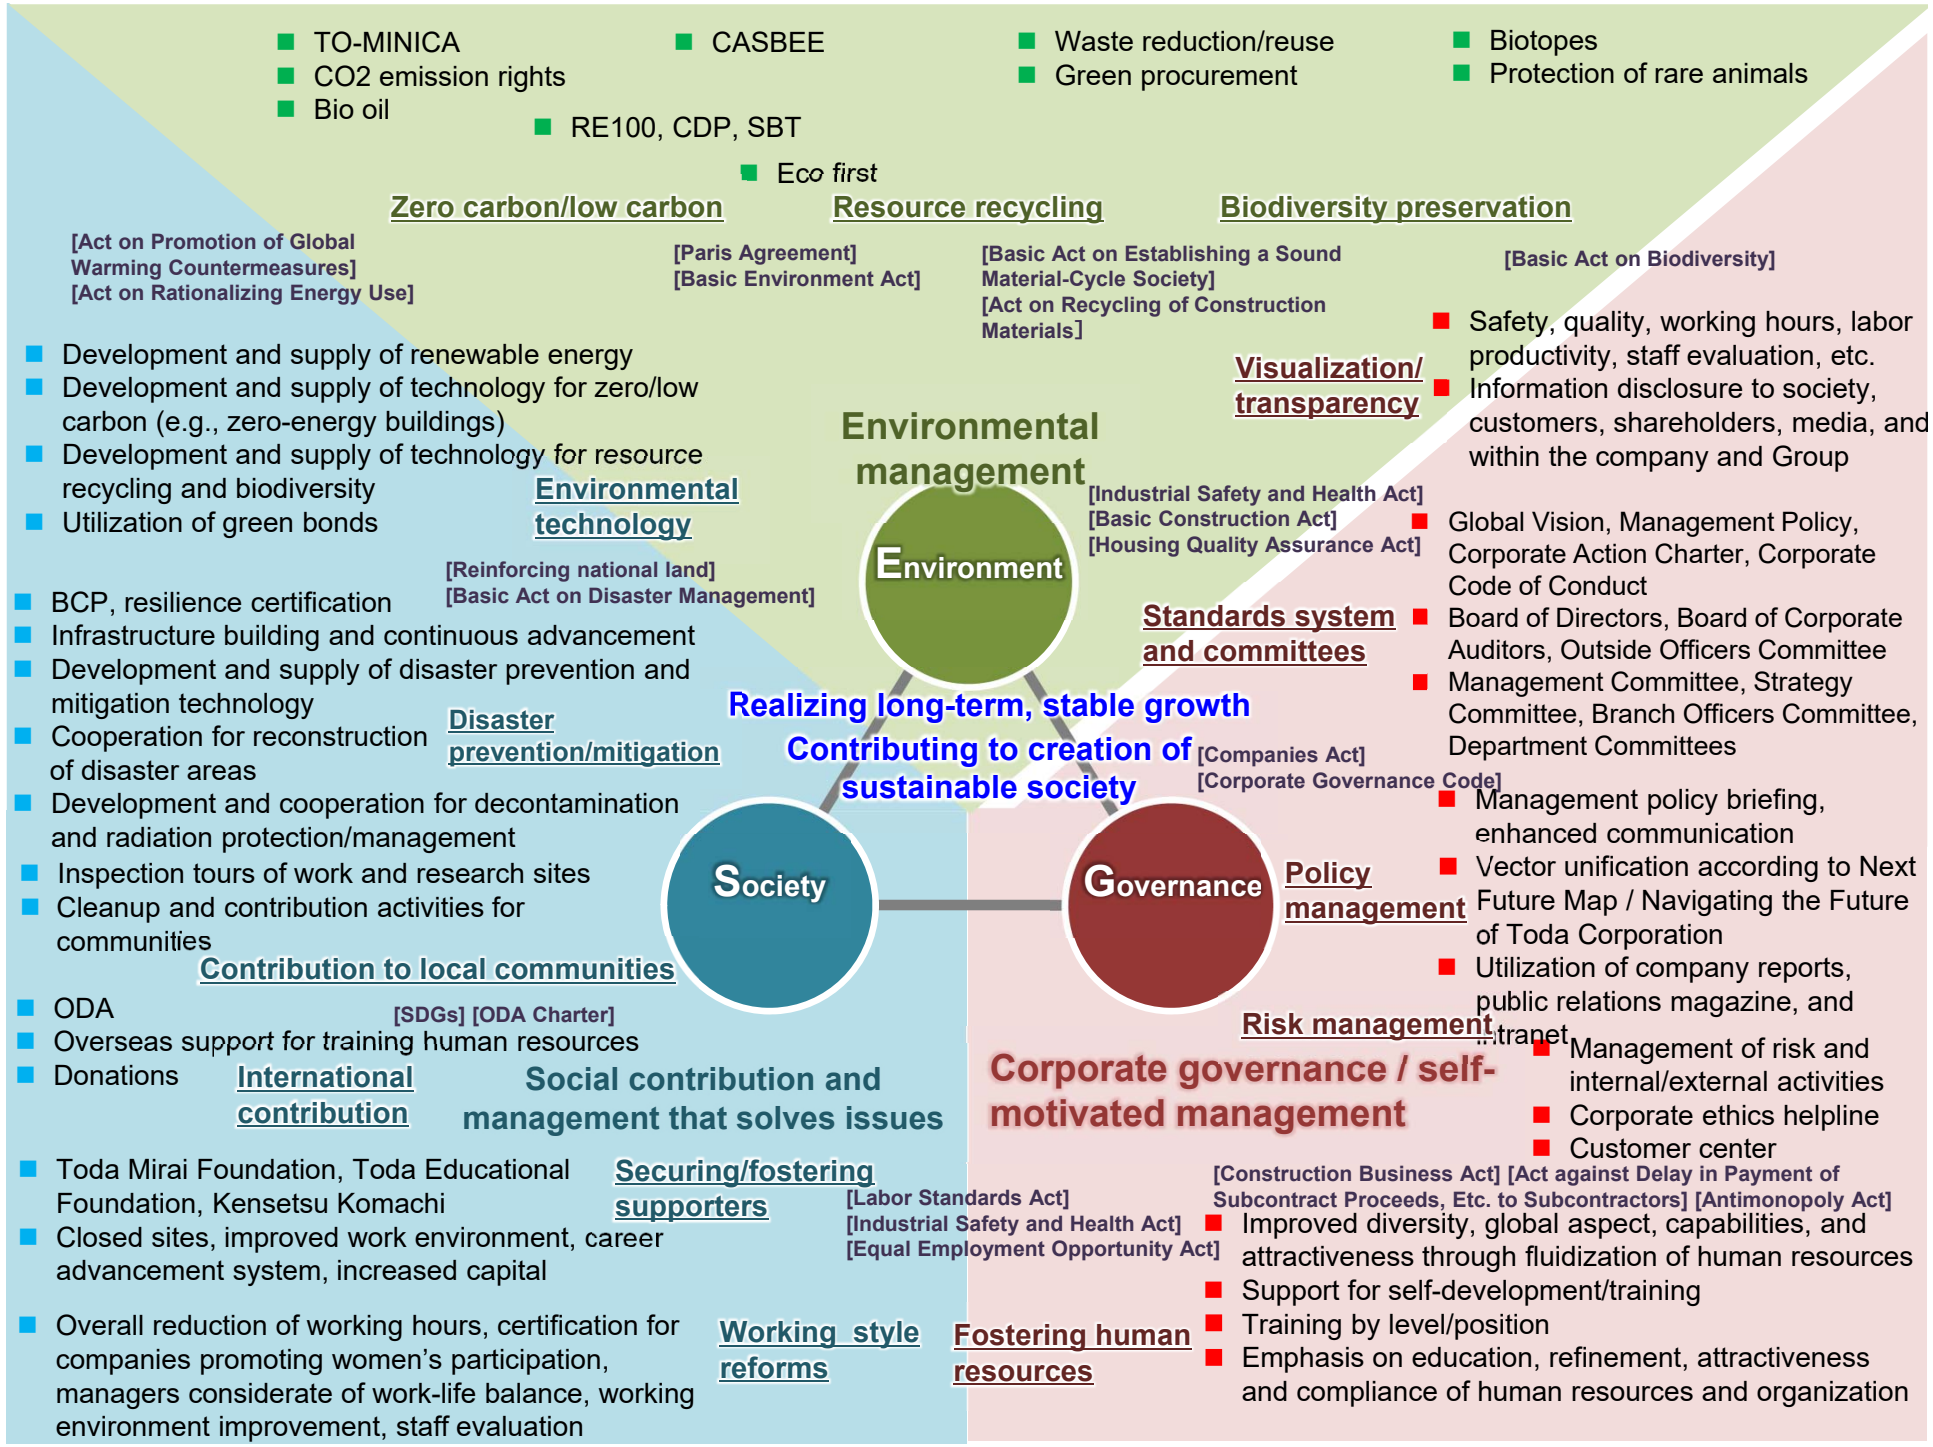 TO-MINICA
CO2 emission rights
Bio oil
CASBEE
RE100, CDP, SBT
Eco first
Waste reduction/reuse
Green procurement
Biotopes
Protection of rare animals
Zero carbon/low carbon
Resource recycling
Biodiversity preservation
[Act on Promotion of Global
Warming Countermeasures]
[Act on Rationalizing Energy Use]
[Paris Agreement]
[Basic Environment Act]
[Basic Act on Establishing a Sound
Material-Cycle Society]
[Act on Recycling of Construction
Materials]
[Basic Act on Biodiversity]
Development and supply of renewable energy
Development and supply of technology for zero/low
carbon (e.g., zero-energy buildings)
Development and supply of technology for resource
recycling and biodiversity
Utilization of green bonds
Environmental
technology
Environmental
management
Visualization/
transparency
Safety, quality, working hours, labor
productivity, staff evaluation, etc.
Information disclosure to society,
customers, shareholders, media, and
within the company and Group
[Industrial Safety and Health Act]
[Basic Construction Act]
[Housing Quality Assurance Act]
Environment
[Reinforcing national land]
[Basic Act on Disaster Management]
BCP, resilience certification
Infrastructure building and continuous advancement
Development and supply of disaster prevention and
mitigation technology
Cooperation for reconstruction
of disaster areas
Development and cooperation for decontamination
and radiation protection/management
Disaster
prevention/mitigation
Standards system
and committees
Global Vision, Management Policy,
Corporate Action Charter, Corporate
Code of Conduct
Board of Directors, Board of Corporate
Auditors, Outside Officers Committee
Management Committee, Strategy
Committee, Branch Officers Committee,
Department Committees
Realizing long-term, stable growth
Contributing to creation of
sustainable society
[Companies Act]
[Corporate Governance Code]
Inspection tours of work and research sites
Cleanup and contribution activities for
communities
Contribution to local communities
Society
Governance
Policy
management
Management policy briefing,
enhanced communication
Vector unification according to Next
Future Map / Navigating the Future
of Toda Corporation
Utilization of company reports,
public relations magazine, and
intranet
ODA
Overseas support for training human resources
Donations
[SDGs] [ODA Charter]
International
contribution
Social contribution and
management that solves issues
Risk management
Corporate governance / self-
motivated management
Management of risk and
internal/external activities
Corporate ethics helpline
Customer center
Toda Mirai Foundation, Toda Educational
Foundation, Kensetsu Komachi
Closed sites, improved work environment, career
advancement system, increased capital
Securing/fostering
supporters
[Labor Standards Act]
[Industrial Safety and Health Act]
[Equal Employment Opportunity Act]
[Construction Business Act] [Act against Delay in Payment of
Subcontract Proceeds, Etc. to Subcontractors] [Antimonopoly Act]
Improved diversity, global aspect, capabilities, and
attractiveness through fluidization of human resources
Support for self-development/training
Training by level/position
Emphasis on education, refinement, attractiveness
and compliance of human resources and organization
Overall reduction of working hours, certification for
companies promoting women's participation,
managers considerate of work-life balance, working
environment improvement, staff evaluation
Working style
reforms
Fostering human
resources